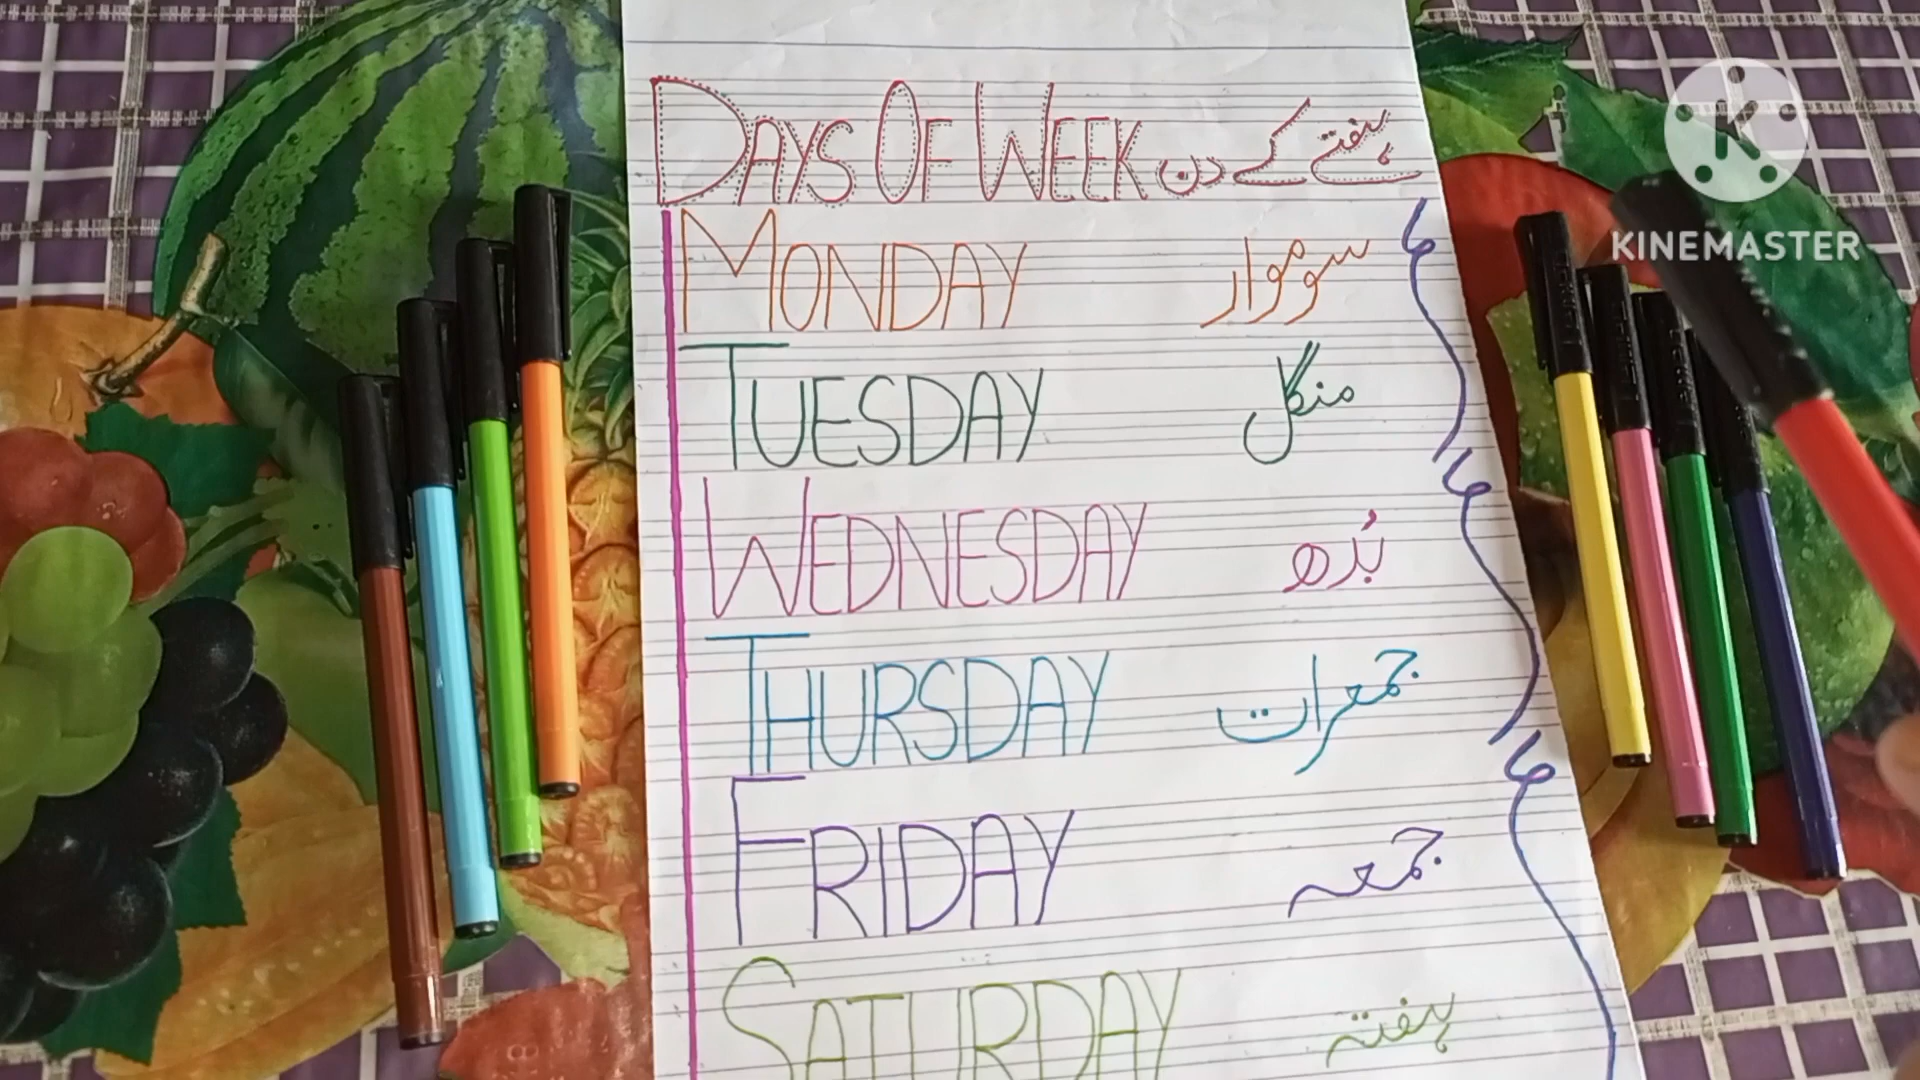 DAYS OF WEEK ہفتے کے دن
MONDAY سوموار
TUESDAY منگل
WEDNESDAY بُدھ
THURSDAY جمعرات
FRIDAY جمعہ
SATURDAY ہفتہ
KINEMASTER